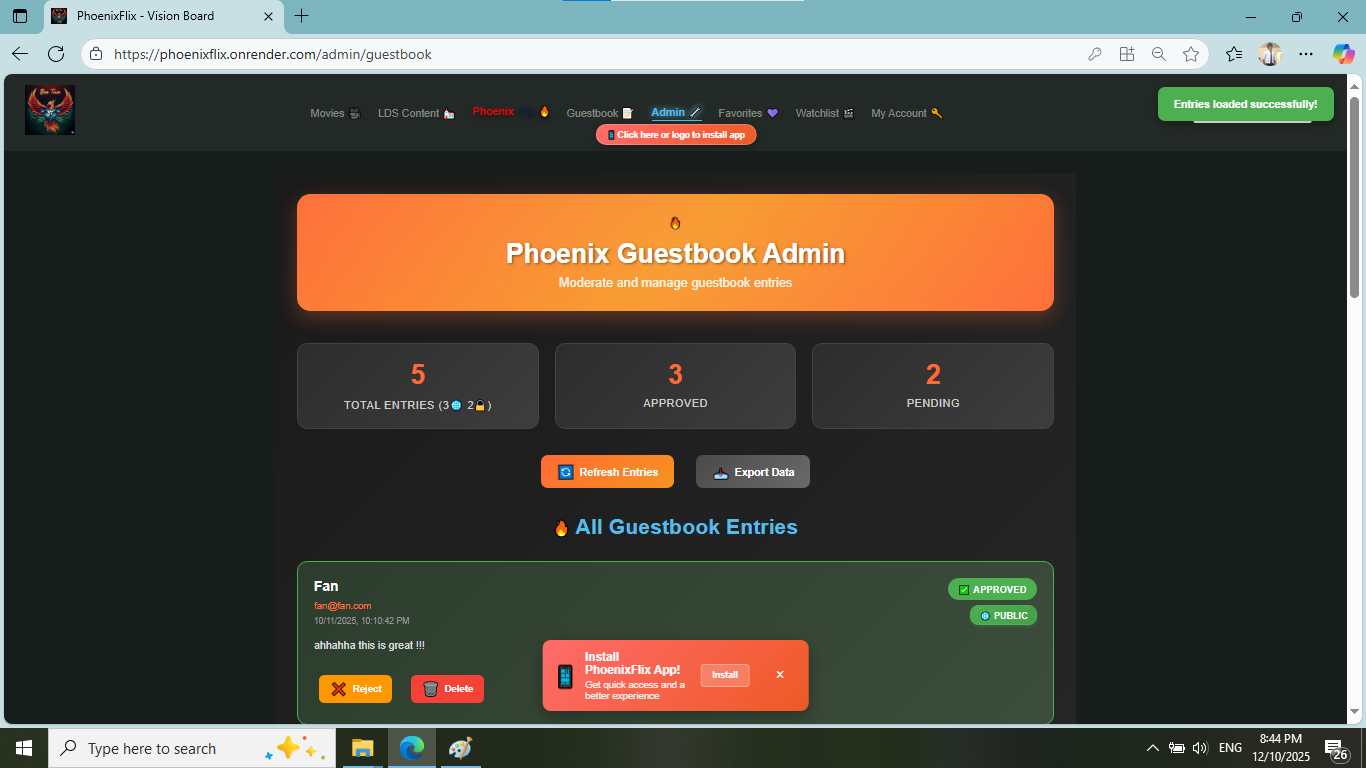 PhoenixFlix - Vision Board
https://phoenixflix.onrender.com/admin/guestbook
Movies
LDS Content
Phoenix
Guestbook
Admin
Favorites
Watchlist
My Account
Click here or logo to install app
Entries loaded successfully!
Phoenix Guestbook Admin
Moderate and manage guestbook entries
5
TOTAL ENTRIES (3🌐 2🔒)
3
APPROVED
2
PENDING
Refresh Entries
Export Data
All Guestbook Entries
Fan
fan@fan.com
10/11/2025, 10:10:42 PM
ahhahha this is great !!!
APPROVED
PUBLIC
Reject
Delete
Install
PhoenixFlix App!
Get quick access and a
better experience
Install
Type here to search
ENG
8:44 PM
12/10/2025
26